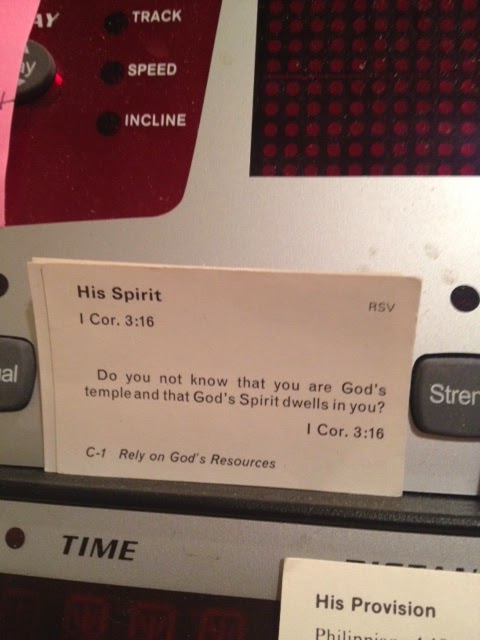 TRACK
SPEED
INCLINE
His Spirit
RSV
I Cor. 3:16
Do you not know that you are God's
temple and that God's Spirit dwells in you?
I Cor. 3:16
C-1 Rely on God's Resources
TIME
His Provision